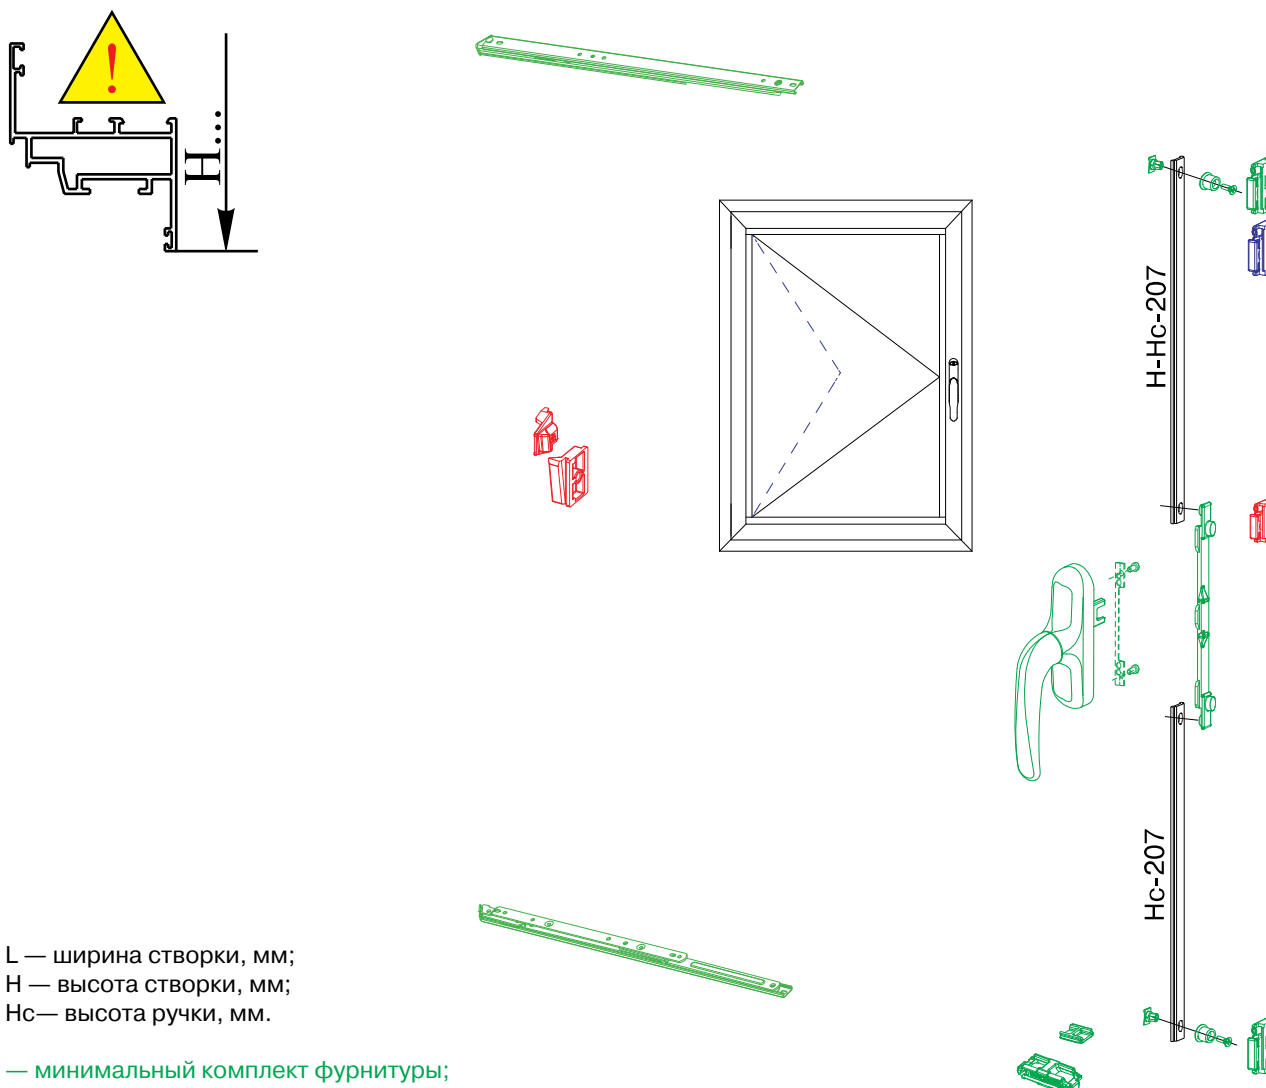 !
H...
H-Hc-207
Hc-207
L — ширина створки, мм;
H — высота створки, мм;
Hc— высота ручки, мм.
— минимальный комплект фурнитуры;